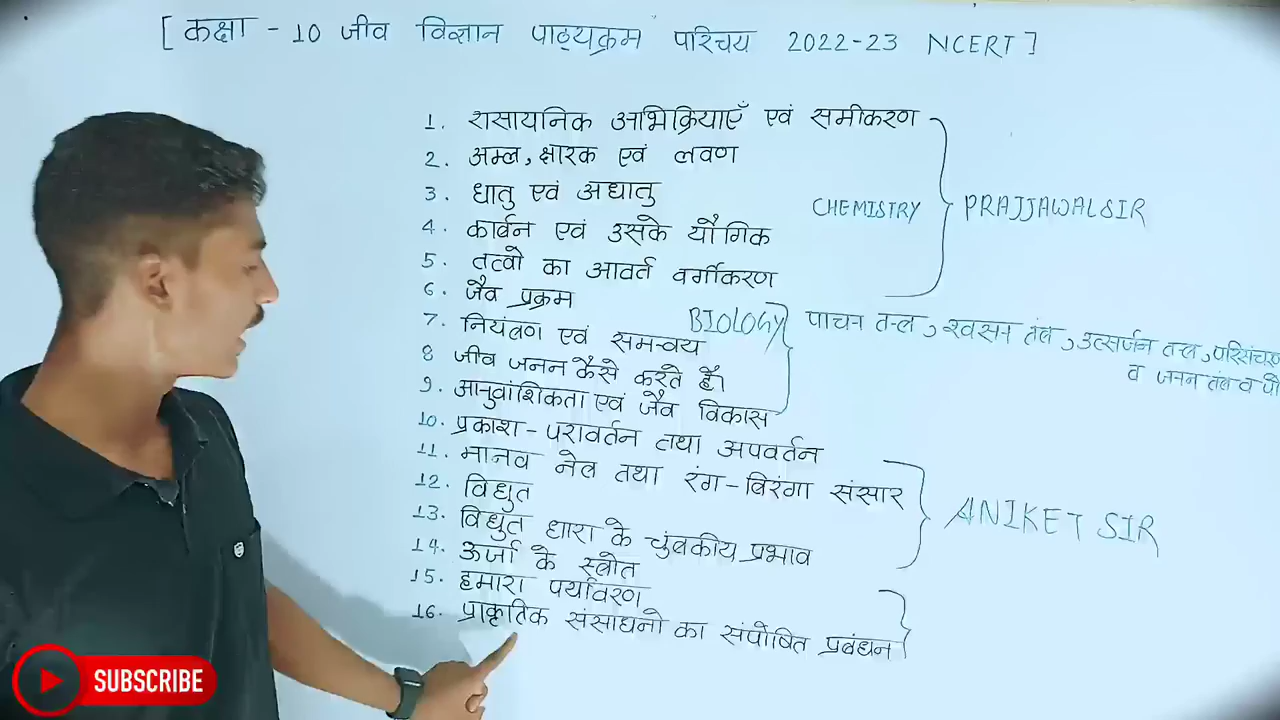 [ कक्षा - 10 जीव विज्ञान पाठ्यक्रम परिचय 2022-23 NCERT ]
1. रासायनिक अभिक्रियाएँ एवं समीकरण
2. अम्ल, क्षारक एवं लवण
3. धातु एवं अधातु
CHEMISTRY
PRAJJAWAL SIR
4. कार्बन एवं उसके यौगिक
5. तत्वो का आवर्त वर्गीकरण
6. जैव प्रक्रम
BIOLOGY
पाचन तन्त्र, श्वसन तंत्र, उत्सर्जन तन्त्र,
7. नियंत्रण एवं समन्वय
8 जीव जनन कैसे करते है।
व जनन तंत्र व
9. आनुवांशिकता एवं जैव विकास
10. प्रकाश - परावर्तन तथा अपवर्तन
11. मानव नेत्र तथा रंग-बिरंगा संसार
12. विद्युत
ANIKET SIR
13. विद्युत धारा के चुंबकीय प्रभाव
14. ऊर्जा के स्त्रोत
15. हमारा पर्यावरण
16. प्राकृतिक संसाधनो का संपोषित प्रबंधन
SUBSCRIBE